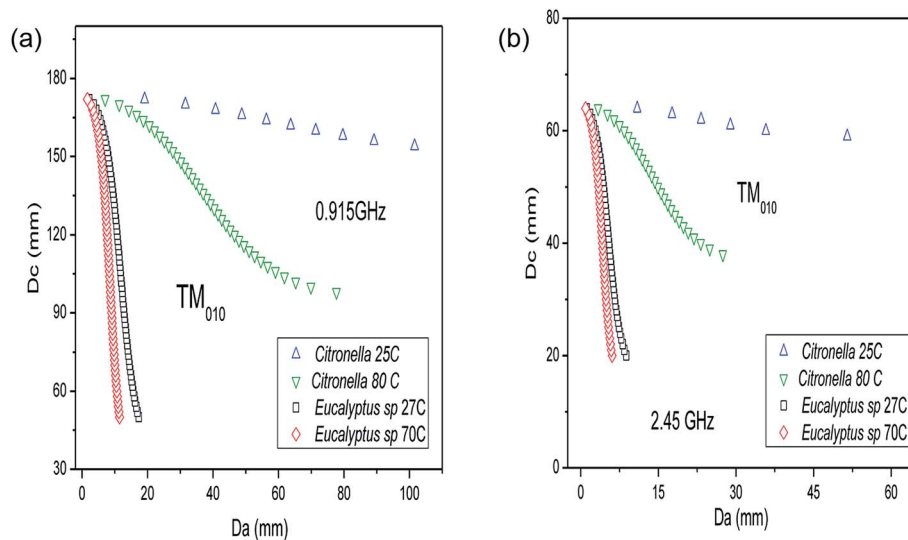 (a)
Dc (mm)
180
150
120
90
60
30
0.915GHz
TM010
Citronella 25C
Citronella 80 C
Eucalyptus sp 27C
Eucalyptus sp 70C
0 20 40 60 80 100
Da (mm)
(b)
Dc (mm)
80
60
40
20
0
TM010
Citronella 25C
Citronella 80 C
Eucalyptus sp 27C
Eucalyptus sp 70C
2.45 GHz
0 15 30 45 60
Da (mm)